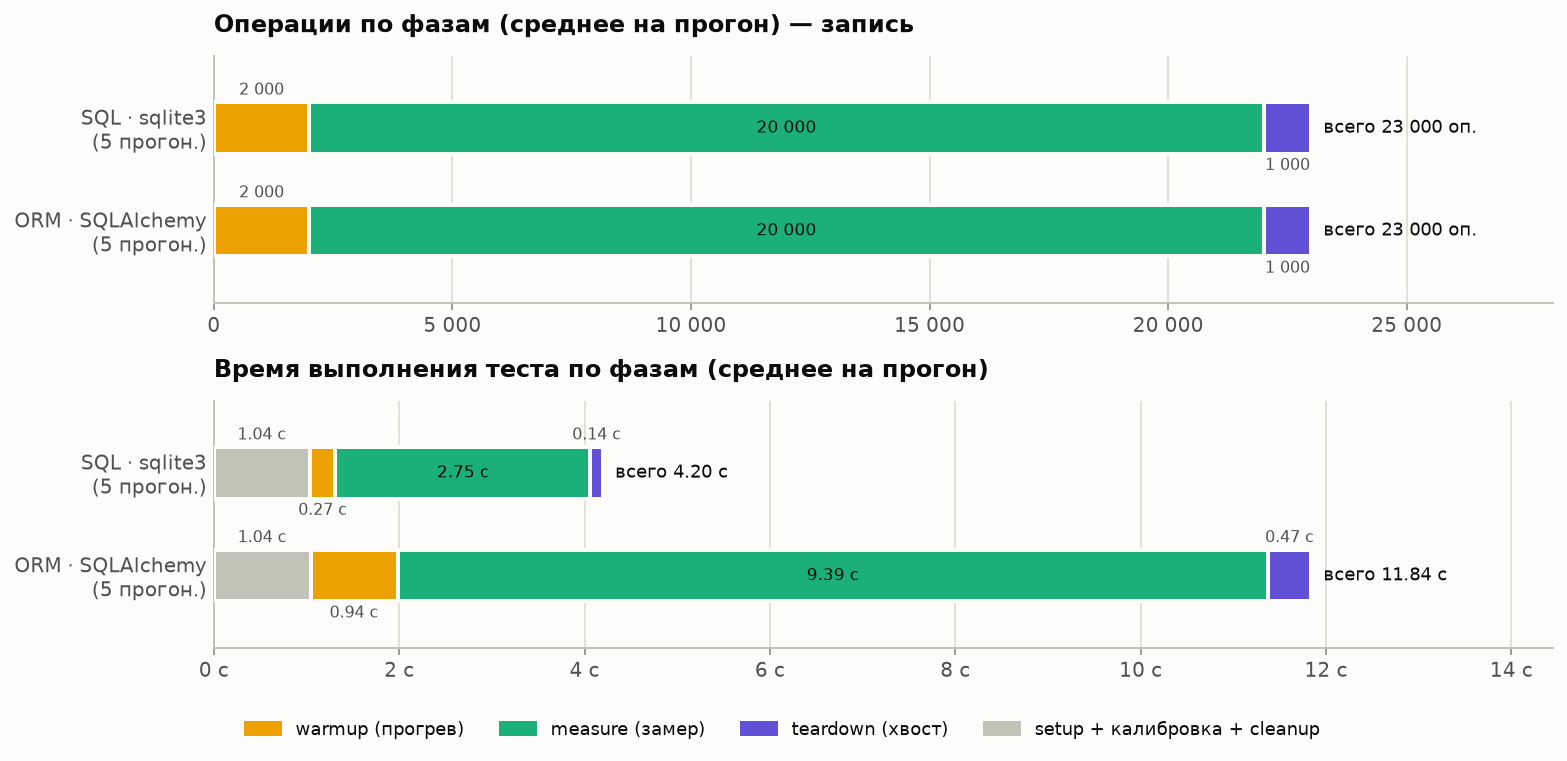 Операции по фазам (среднее на прогон) — запись
2 000
SQL · sqlite3
(5 прогон.)
20 000
всего 23 000 оп.
1 000
2 000
ORM · SQLAlchemy
(5 прогон.)
20 000
всего 23 000 оп.
1 000
0
5 000
10 000
15 000
20 000
25 000
Время выполнения теста по фазам (среднее на прогон)
1.04 с
0.14 с
SQL · sqlite3
(5 прогон.)
2.75 с
всего 4.20 с
0.27 с
1.04 с
0.47 с
ORM · SQLAlchemy
(5 прогон.)
9.39 с
всего 11.84 с
0.94 с
0 с
2 с
4 с
6 с
8 с
10 с
12 с
14 с
warmup (прогрев)
measure (замер)
teardown (хвост)
setup + калибровка + cleanup